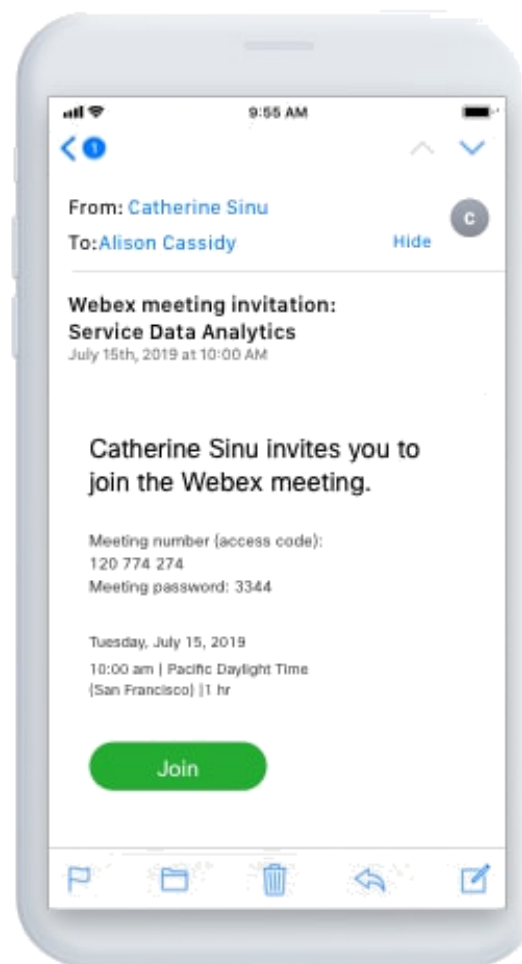 9:55 AM
1
From: Catherine Sinu
C
To:Alison Cassidy
Hide
Webex meeting invitation:
Service Data Analytics
July 15th, 2019 at 10:00 AM
Catherine Sinu invites you to
join the Webex meeting.
Meeting number (access code):
120 774 274
Meeting password: 3344
Tuesday, July 15, 2019
10:00 am | Pacific Daylight Time
(San Francisco) |1 hr
Join